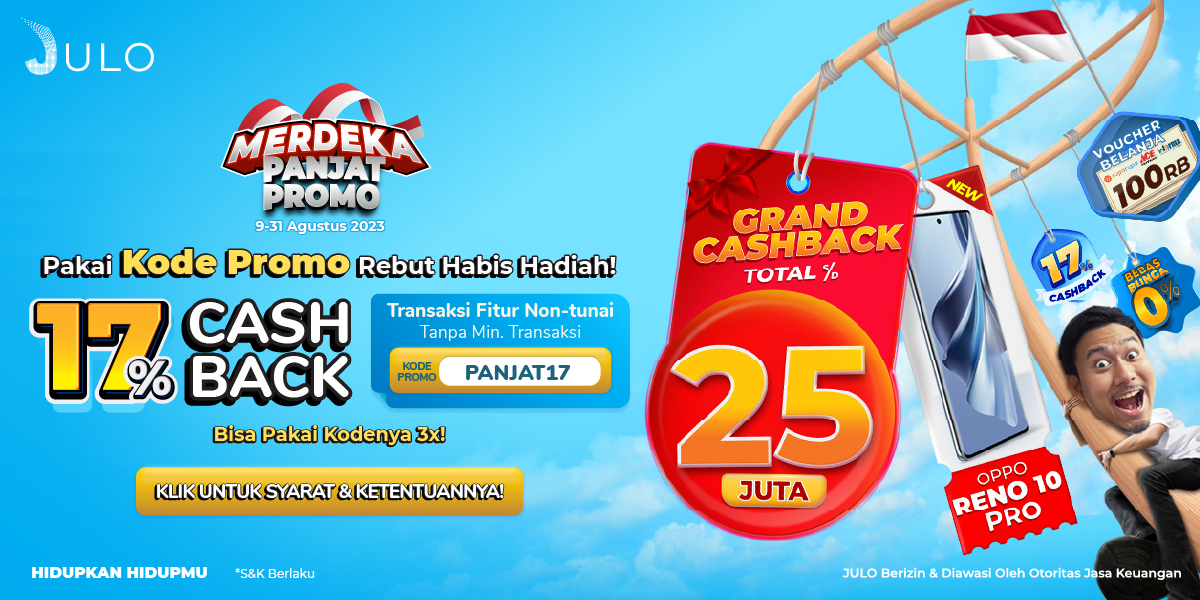 JULO
MERDEKA
PANJAT
PROMO
9-31 Agustus 2023
Pakai Kode Promo Rebut Habis Hadiah!
17%
CASH
BACK
Transaksi Fitur Non-tunai
Tanpa Min. Transaksi
KODE
PROMO
PANJAT17
Bisa Pakai Kodenya 3x!
KLIK UNTUK SYARAT & KETENTUANNYA!
HIDUPKAN HIDUPMU
*S&K Berlaku
GRAND
CASHBACK
TOTAL %
25
JUTA
NEW
OPPO
RENO 10
PRO
VOUCHER
BELANJA
ACE
100RB
17%
CASHBACK
BEBAS
BUNGA
0%
JULO Berizin & Diawasi Oleh Otoritas Jasa Keuangan